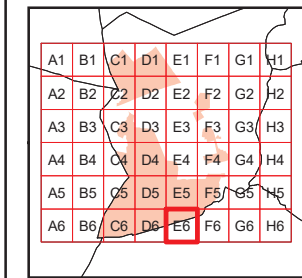 A1 B1 C1 D1 E1 F1 G1 H1
A2 B2 C2 D2 E2 F2 G2 H2
A3 B3 C3 D3 E3 F3 G3 H3
A4 B4 C4 D4 E4 F4 G4 H4
A5 B5 C5 D5 E5 F5 G5 H5
A6 B6 C6 D6 E6 F6 G6 H6